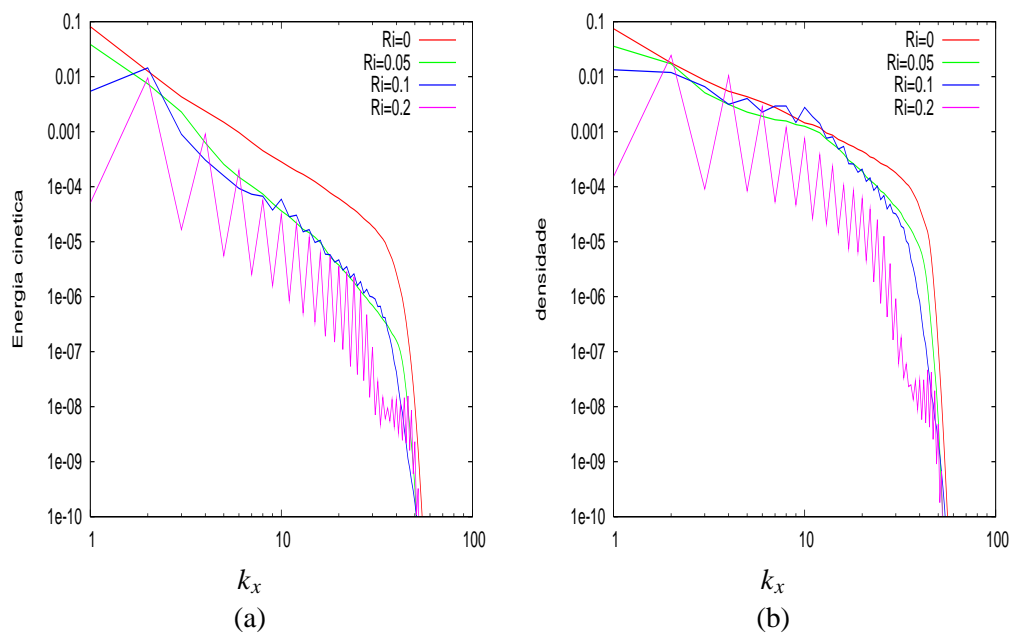 0.1
0.01
0.001
1e-04
1e-05
1e-06
1e-07
1e-08
1e-09
1e-10
1
10
100
Energia cinetica
Ri=0
Ri=0.05
Ri=0.1
Ri=0.2
k_x
(a)
0.1
0.01
0.001
1e-04
1e-05
1e-06
1e-07
1e-08
1e-09
1e-10
1
10
100
densidade
Ri=0
Ri=0.05
Ri=0.1
Ri=0.2
k_x
(b)